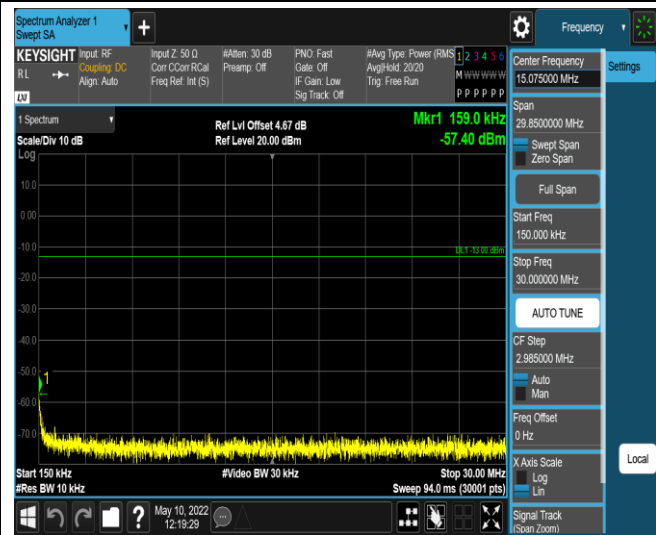 Spectrum Analyzer 1
Swept SA
+
Frequency
KEYSIGHT
RL
LXI
Input: RF
Coupling: DC
Align: Auto
Input Z: 50 Ω
Corr CCorr RCal
Freq Ref: Int (S)
#Atten: 30 dB
Preamp: Off
PNO: Fast
Gate: Off
IF Gain: Low
Sig Track: Off
#Avg Type: Power (RMS
Avg|Hold: 20/20
Trig: Free Run
1 2 3 4 5 6
M W W W W W
P P P P P P
1 Spectrum
Scale/Div 10 dB
Log
Ref Lvl Offset 4.67 dB
Ref Level 20.00 dBm
Mkr1 159.0 kHz
-57.40 dBm
10.0
0.00
-10.0
DL1 -13.00 dBm
-20.0
-30.0
-40.0
-50.0
1
-60.0
-70.0
Start 150 kHz
#Res BW 10 kHz
#Video BW 30 kHz
Stop 30.00 MHz
Sweep 94.0 ms (30001 pts)
?
May 10, 2022
12:19:29
Center Frequency
15.075000 MHz
Span
29.8500000 MHz
Swept Span
Zero Span
Full Span
Start Freq
150.000 kHz
Stop Freq
30.000000 MHz
AUTO TUNE
CF Step
2.985000 MHz
Auto
Man
Freq Offset
0 Hz
X Axis Scale
Log
Lin
Signal Track
(Span Zoom)
Settings
Local